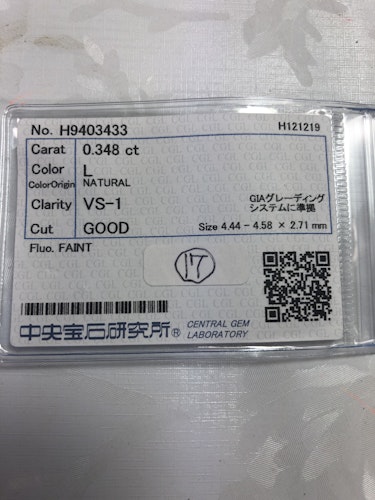 No. H9403433 H121219
Carat 0.348 ct
Color L
ColorOrigin NATURAL
Clarity VS-1
GIAグレーディング
システムに準拠
Cut GOOD Size 4.44 - 4.58 × 2.71 mm
Fluo. FAINT
17
中央宝石研究所® CENTRAL GEM
LABORATORY